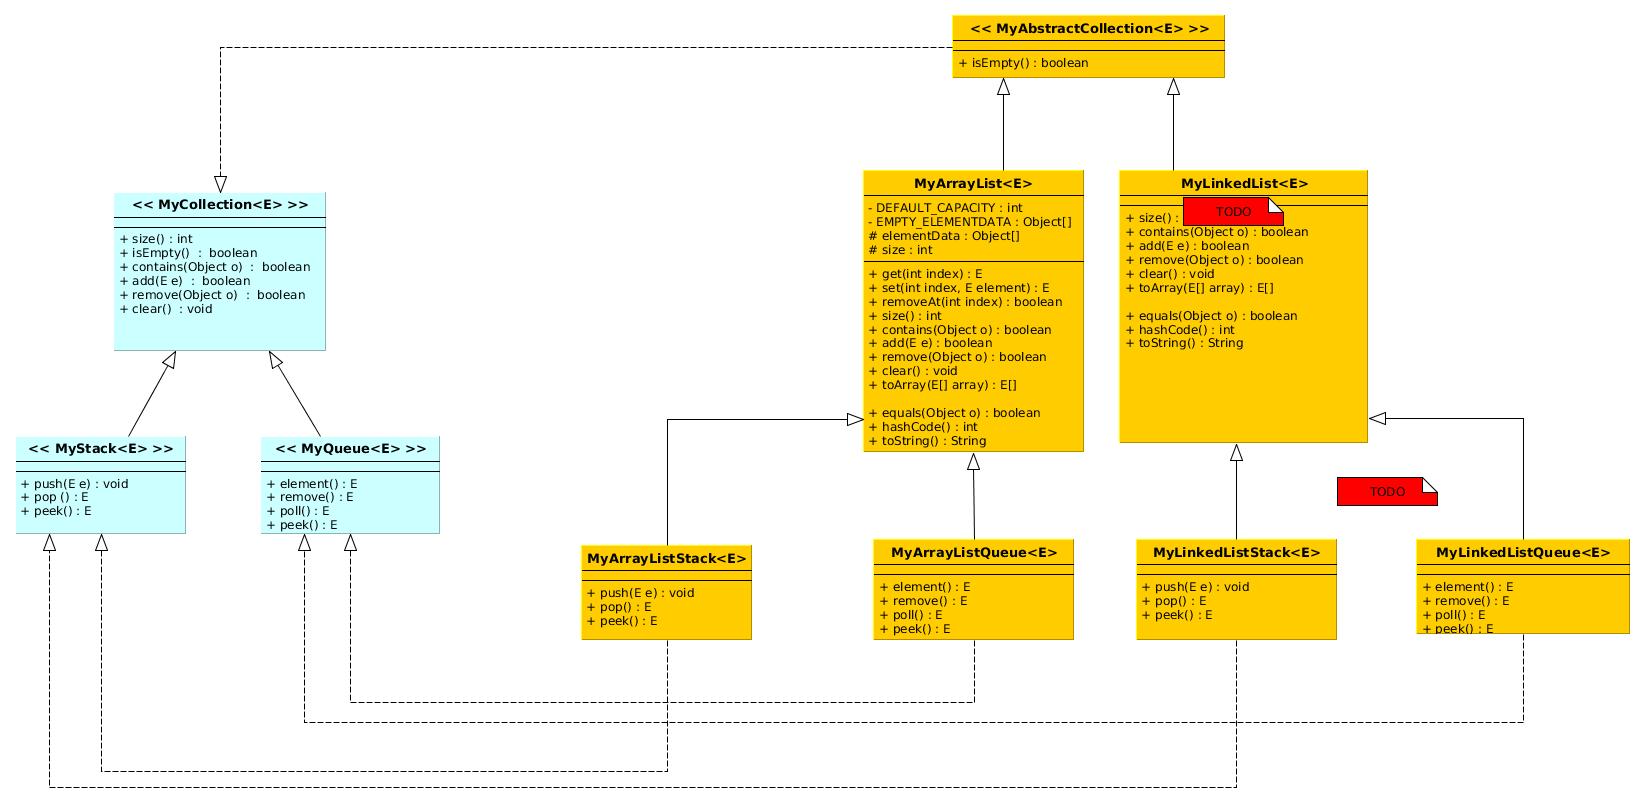 << MyAbstractCollection<E> >>
+ isEmpty() : boolean
<< MyCollection<E> >>
+ size() : int
+ isEmpty()  :  boolean
+ contains(Object o)  :  boolean
+ add(E e)  :  boolean
+ remove(Object o)  :  boolean
+ clear()  : void
MyArrayList<E>
- DEFAULT_CAPACITY : int
- EMPTY_ELEMENTDATA : Object[]
# elementData : Object[]
# size : int
+ get(int index) : E
+ set(int index, E element) : E
+ removeAt(int index) : boolean
+ size() : int
+ contains(Object o) : boolean
+ add(E e) : boolean
+ remove(Object o) : boolean
+ clear() : void
+ toArray(E[] array) : E[]
+ equals(Object o) : boolean
+ hashCode() : int
+ toString() : String
MyLinkedList<E>
TODO
+ size() :
+ contains(Object o) : boolean
+ add(E e) : boolean
+ remove(Object o) : boolean
+ clear() : void
+ toArray(E[] array) : E[]
+ equals(Object o) : boolean
+ hashCode() : int
+ toString() : String
<< MyStack<E> >>
+ push(E e) : void
+ pop () : E
+ peek() : E
<< MyQueue<E> >>
+ element() : E
+ remove() : E
+ poll() : E
+ peek() : E
TODO
MyArrayListStack<E>
+ push(E e) : void
+ pop() : E
+ peek() : E
MyArrayListQueue<E>
+ element() : E
+ remove() : E
+ poll() : E
+ peek() : E
MyLinkedListStack<E>
+ push(E e) : void
+ pop() : E
+ peek() : E
MyLinkedListQueue<E>
+ element() : E
+ remove() : E
+ poll() : E
+ peek() : E